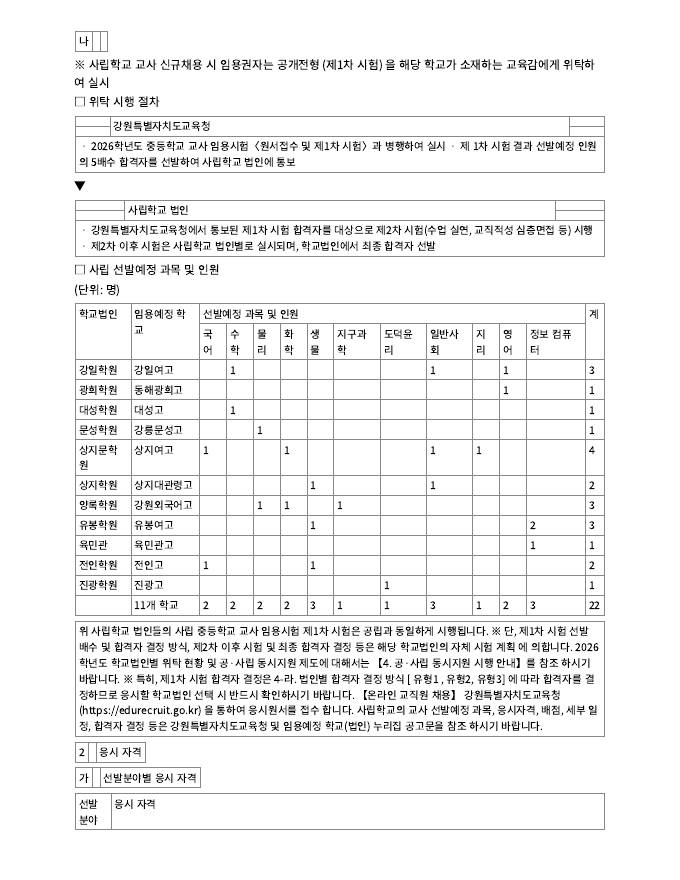 나
※ 사립학교 교사 신규채용 시 임용권자는 공개전형 (제1차 시험) 을 해당 학교가 소재하는 교육감에게 위탁하
여 실시
□ 위탁 시행 절차
강원특별자치도교육청
· 2026학년도 중등학교 교사 임용시험〈원서접수 및 제1차 시험〉과 병행하여 실시 · 제 1차 시험 결과 선발예정 인원
의 5배수 합격자를 선발하여 사립학교 법인에 통보
▼
사립학교 법인
· 강원특별자치도교육청에서 통보된 제1차 시험 합격자를 대상으로 제2차 시험(수업 실연, 교직적성 심층면접 등) 시행
· 제2차 이후 시험은 사립학교 법인별로 실시되며, 학교법인에서 최종 합격자 선발
□ 사립 선발예정 과목 및 인원
(단위: 명)
학교법인 임용예정 학교 선발예정 과목 및 인원 계
국어 수학 물리 화학 생물 지구과학 도덕윤리 일반사회 지리 영어 정보 컴퓨터
강일학원 강일여고 1 1 1 3
광희학원 동해광희고 1 1
대성학원 대성고 1 1
문성학원 강릉문성고 1 1
상지문학원 상지여고 1 1 1 1 4
상지학원 상지대관령고 1 1 2
양록학원 강원외국어고 1 1 1 3
유봉학원 유봉여고 1 2 3
육민관 육민관고 1 1
전인학원 전인고 1 1 2
진광학원 진광고 1 1
11개 학교 2 2 2 2 3 1 1 3 1 2 3 22
위 사립학교 법인들의 사립 중등학교 교사 임용시험 제1차 시험은 공립과 동일하게 시행됩니다. ※ 단, 제1차 시험 선발
배수 및 합격자 결정 방식, 제2차 이후 시험 및 최종 합격자 결정 등은 해당 학교법인의 자체 시험 계획 에 의합니다. 2026
학년도 학교법인별 위탁 현황 및 공·사립 동시지원 제도에 대해서는 【4. 공·사립 동시지원 시행 안내】를 참조 하시기
바랍니다. ※ 특히, 제1차 시험 합격자 결정은 4-라. 법인별 합격자 결정 방식 [ 유형1 , 유형2, 유형3] 에 따라 합격자를 결
정하므로 응시할 학교법인 선택 시 반드시 확인하시기 바랍니다. 【온라인 교직원 채용】 강원특별자치도교육청
(https://edurecruit.go.kr) 을 통하여 응시원서를 접수 합니다. 사립학교의 교사 선발예정 과목, 응시자격, 배점, 세부 일
정, 합격자 결정 등은 강원특별자치도교육청 및 임용예정 학교(법인) 누리집 공고문을 참조 하시기 바랍니다.
2 응시 자격
가 선발분야별 응시 자격
선발 응시 자격
분야